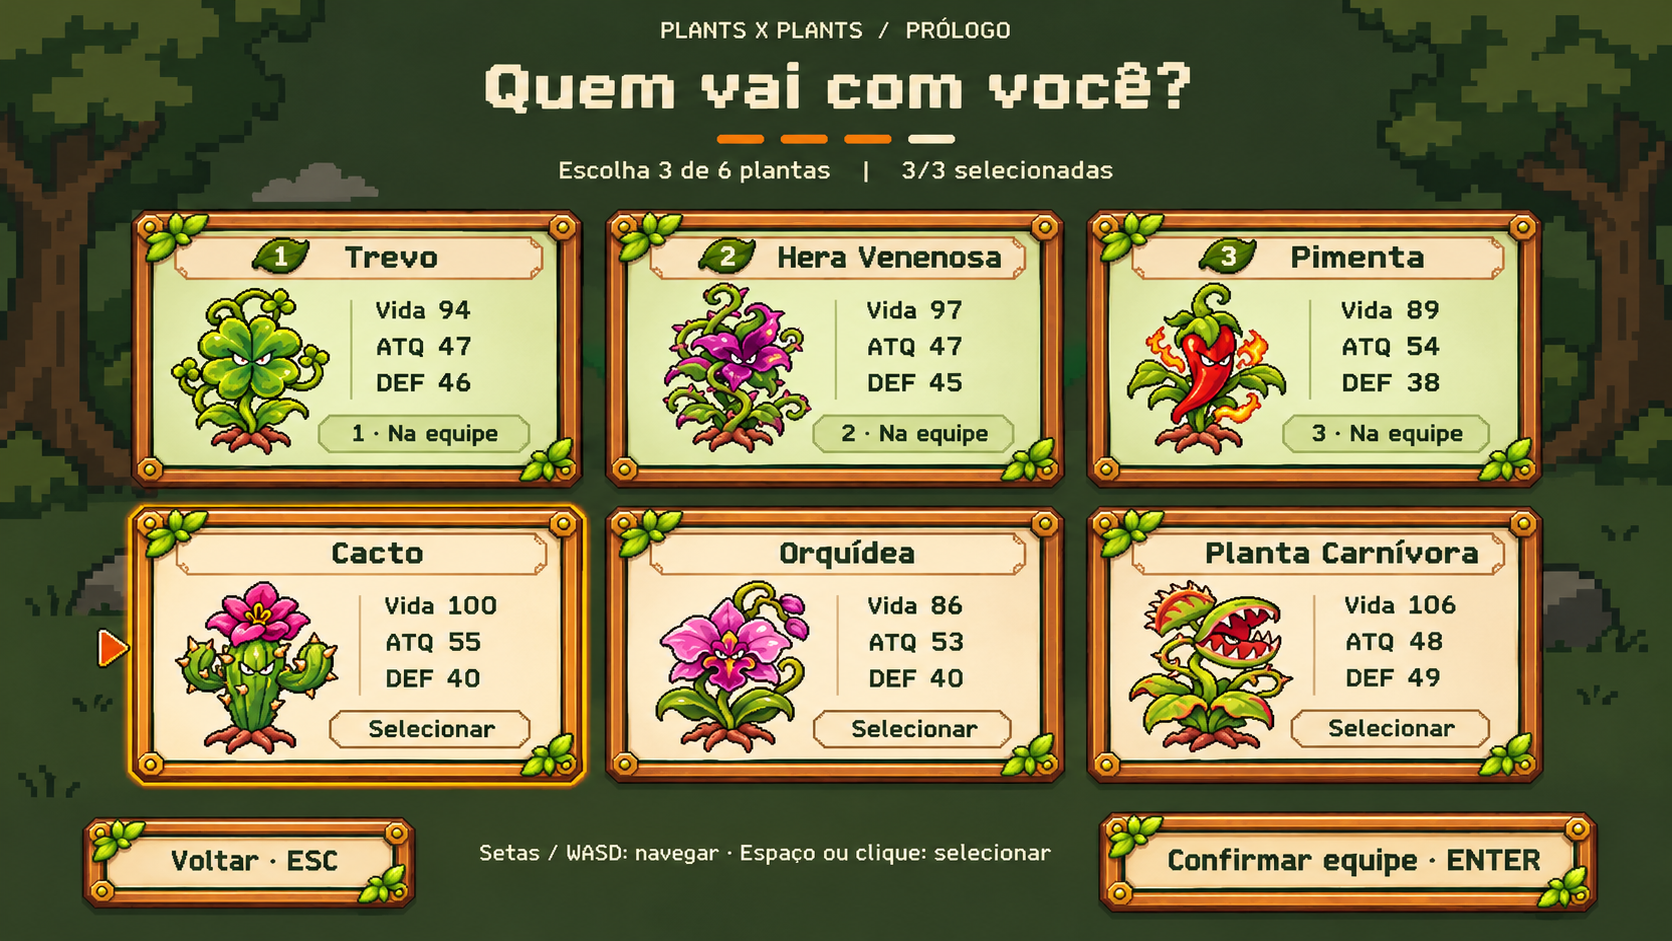 PLANTS X PLANTS / PRÓLOGO
Quem vai com você?
Escolha 3 de 6 plantas | 3/3 selecionadas
1 Trevo
Vida 94
ATQ 47
DEF 46
1 · Na equipe
2 Hera Venenosa
Vida 97
ATQ 47
DEF 45
2 · Na equipe
3 Pimenta
Vida 89
ATQ 54
DEF 38
3 · Na equipe
Cacto
Vida 100
ATQ 55
DEF 40
Selecionar
Orquídea
Vida 86
ATQ 53
DEF 40
Selecionar
Planta Carnívora
Vida 106
ATQ 48
DEF 49
Selecionar
Voltar · ESC
Setas / WASD: navegar · Espaço ou clique: selecionar
Confirmar equipe · ENTER